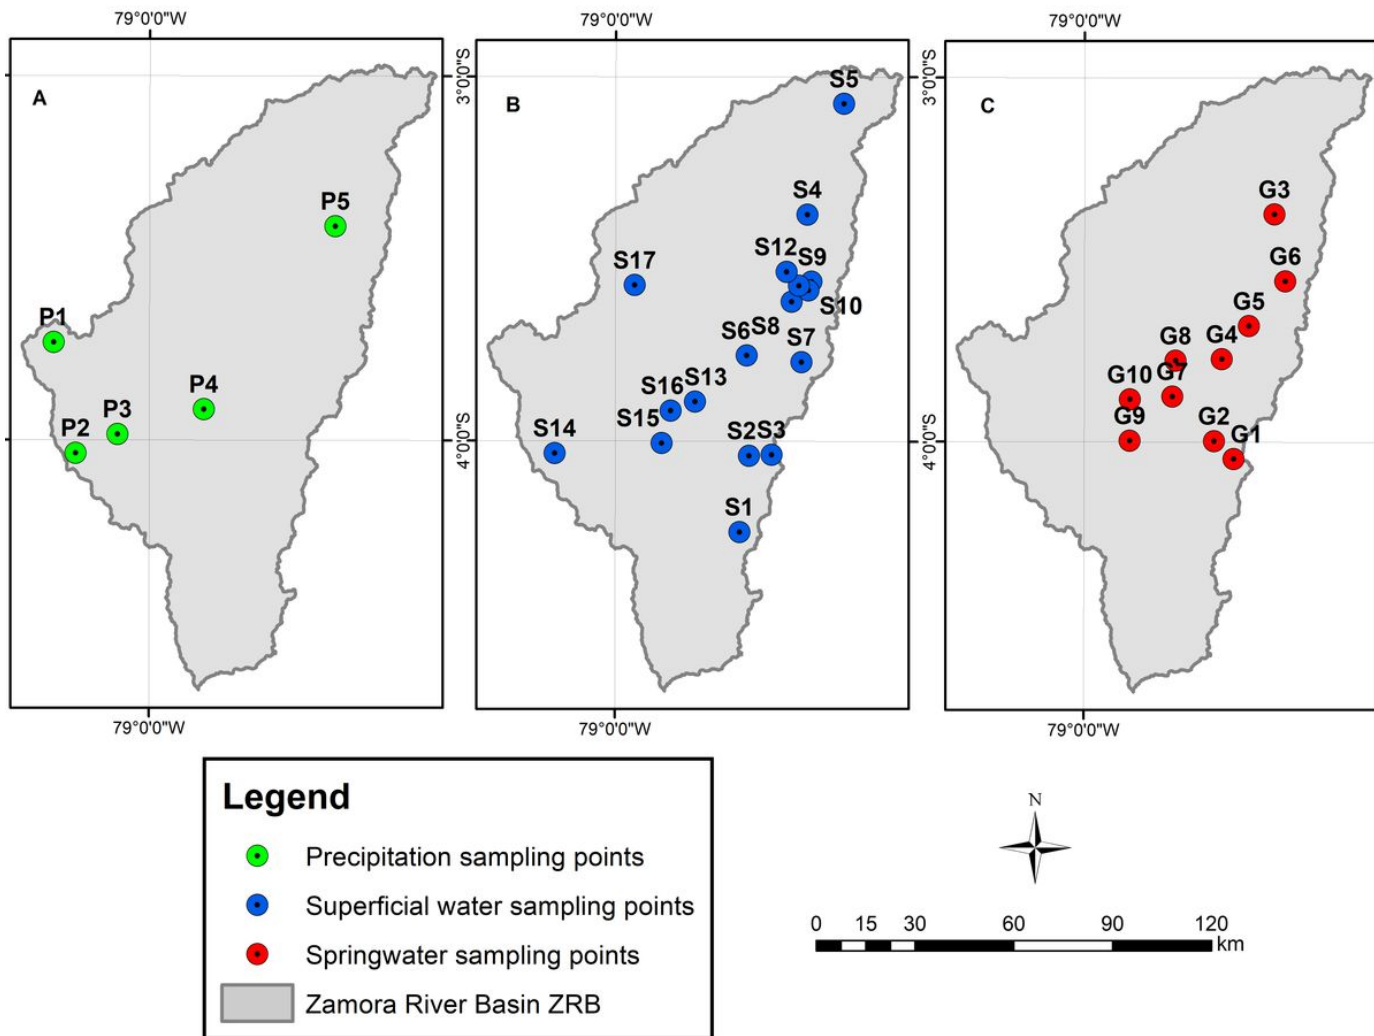 79°0'0"W
79°0'0"W
79°0'0"W
A
P5
P1
P4
P3
P2
3°0'0"S
4°0'0"S
79°0'0"W
B
S5
S4
S12
S9
S17
S10
S6
S8
S7
S16
S13
S15
S14
S2
S3
S1
3°0'0"S
4°0'0"S
79°0'0"W
C
G3
G6
G5
G8
G4
G10
G7
G9
G2
G1
79°0'0"W
Legend
Precipitation sampling points
Superficial water sampling points
Springwater sampling points
Zamora River Basin ZRB
N
0 15 30 60 90 120
km